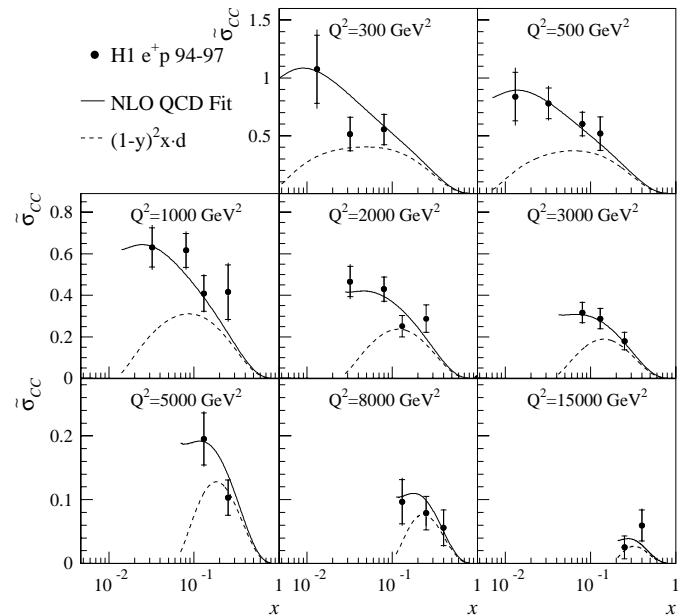 σ̃CC
Q²=300 GeV²
Q²=500 GeV²
H1 e⁺p 94-97
NLO QCD Fit
(1-y)²x·d
1.5
1
0.5
σ̃CC
Q²=1000 GeV²
Q²=2000 GeV²
Q²=3000 GeV²
0.8
0.6
0.4
0.2
0
σ̃CC
Q²=5000 GeV²
Q²=8000 GeV²
Q²=15000 GeV²
0.2
0.1
0
10⁻² 10⁻¹ 10⁻² 10⁻¹ 10⁻² 10⁻¹ 1
x x x